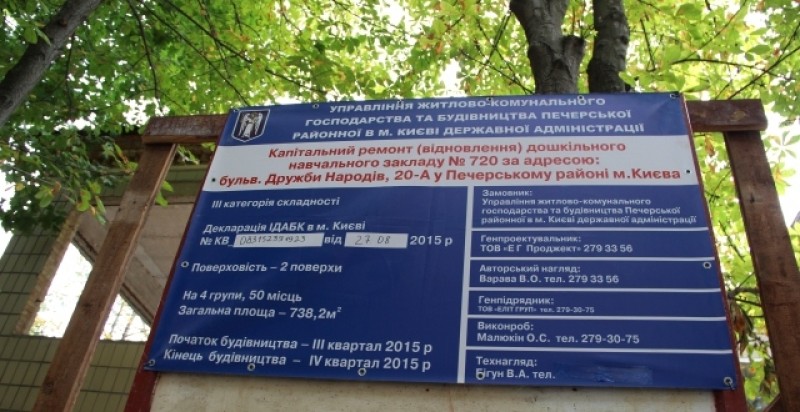 УПРАВЛІННЯ ЖИТЛОВО-КОМУНАЛЬНОГО
ГОСПОДАРСТВА ТА БУДІВНИЦТВА ПЕЧЕРСЬКОЇ
РАЙОННОЇ В М. КИЄВІ ДЕРЖАВНОЇ АДМІНІСТРАЦІЇ
Капітальний ремонт (відновлення) дошкільного
навчального закладу № 720 за адресою:
бульв. Дружби Народів, 20-А у Печерському районі м.Києва
III категорія складності
Декларація ІДАБК в м. Києві
№ КВ від 27 08 2015 р
Поверховість – 2 поверхи
На 4 групи, 50 місць
Загальна площа – 738,2м²
Початок будівництва – III квартал 2015 р
Кінець будівництва – IV квартал 2015 р
Замовник:
Управління житлово-комунального
господарства та будівництва Печерської
районної в м. Києві державної адміністрації
Генпроектувальник:
ТОВ «Е Г Проджект» 279 33 56
Авторський нагляд:
Варава В.О. тел. 279 33 56
Генпідрядник:
ТОВ «ЕЛІТ ГРУП» тел. 279-30-75
Виконроб:
Малюкін О.С. тел. 279-30-75
Технагляд:
Бігун В.А. тел.